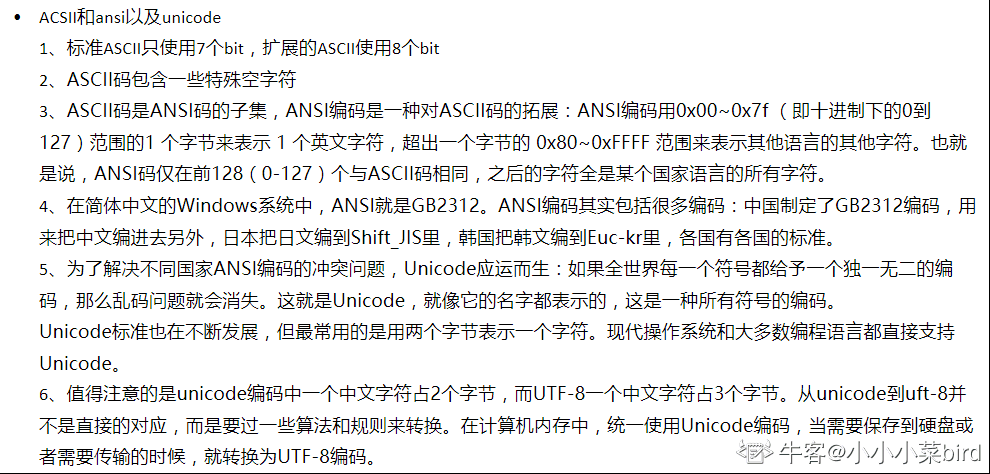 • ACSII和ansi以及unicode
1、标准ASCII只使用7个bit，扩展的ASCII使用8个bit
2、ASCII码包含一些特殊空字符
3、ASCII码是ANSI码的子集，ANSI编码是一种对ASCII码的拓展：ANSI编码用0x00~0x7f （即十进制下的0到
127）范围的1 个字节来表示 1 个英文字符，超出一个字节的 0x80~0xFFFF 范围来表示其他语言的其他字符。也就
是说，ANSI码仅在前128（0-127）个与ASCII码相同，之后的字符全是某个国家语言的所有字符。
4、在简体中文的Windows系统中，ANSI就是GB2312。ANSI编码其实包括很多编码：中国制定了GB2312编码，用
来把中文编进去另外，日本把日文编到Shift_JIS里，韩国把韩文编到Euc-kr里，各国有各国的标准。
5、为了解决不同国家ANSI编码的冲突问题，Unicode应运而生：如果全世界每一个符号都给予一个独一无二的编
码，那么乱码问题就会消失。这就是Unicode，就像它的名字都表示的，这是一种所有符号的编码。
Unicode标准也在不断发展，但最常用的是用两个字节表示一个字符。现代操作系统和大多数编程语言都直接支持
Unicode。
6、值得注意的是unicode编码中一个中文字符占2个字节，而UTF-8一个中文字符占3个字节。从unicode到uft-8并
不是直接的对应，而是要过一些算法和规则来转换。在计算机内存中，统一使用Unicode编码，当需要保存到硬盘或
者需要传输的时候，就转换为UTF-8编码。
牛客@小小小菜bird